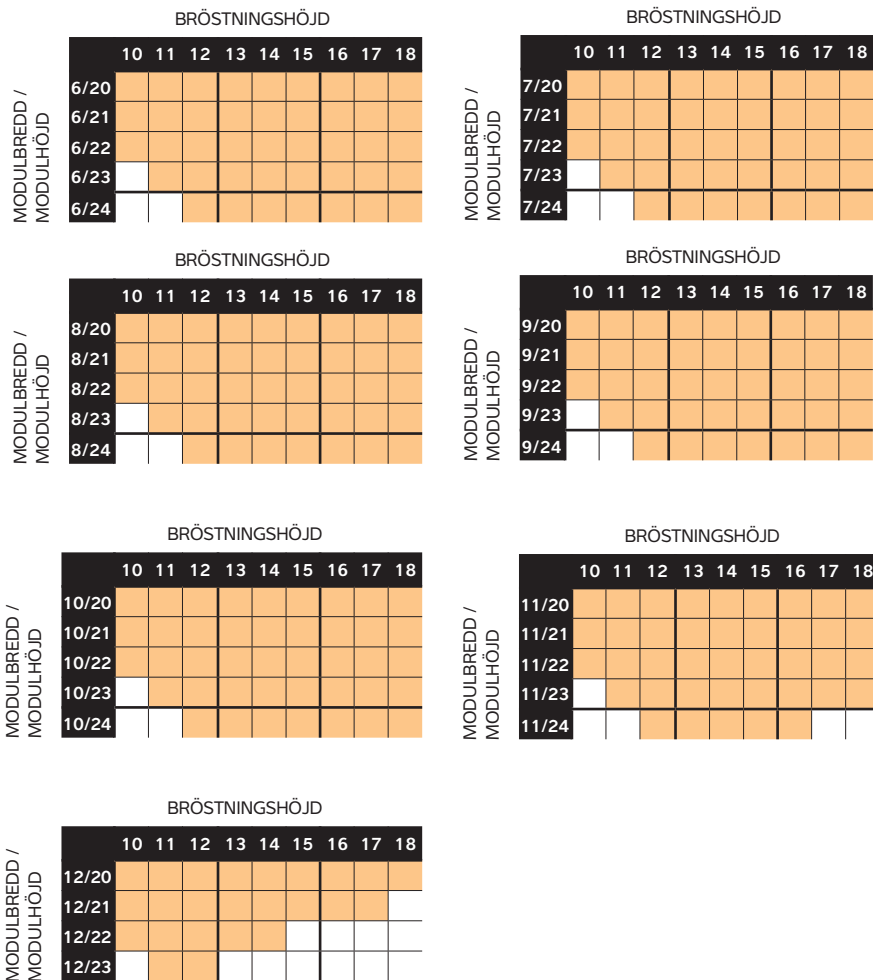 BRÖSTNINGSHÖJD
10 11 12 13 14 15 16 17 18
MODULBREDD /
MODULHÖJD
6/20
6/21
6/22
6/23
6/24
BRÖSTNINGSHÖJD
10 11 12 13 14 15 16 17 18
MODULBREDD /
MODULHÖJD
7/20
7/21
7/22
7/23
7/24
BRÖSTNINGSHÖJD
10 11 12 13 14 15 16 17 18
MODULBREDD /
MODULHÖJD
8/20
8/21
8/22
8/23
8/24
BRÖSTNINGSHÖJD
10 11 12 13 14 15 16 17 18
MODULBREDD /
MODULHÖJD
9/20
9/21
9/22
9/23
9/24
BRÖSTNINGSHÖJD
10 11 12 13 14 15 16 17 18
MODULBREDD /
MODULHÖJD
10/20
10/21
10/22
10/23
10/24
BRÖSTNINGSHÖJD
10 11 12 13 14 15 16 17 18
MODULBREDD /
MODULHÖJD
11/20
11/21
11/22
11/23
11/24
BRÖSTNINGSHÖJD
10 11 12 13 14 15 16 17 18
MODULBREDD /
MODULHÖJD
12/20
12/21
12/22
12/23